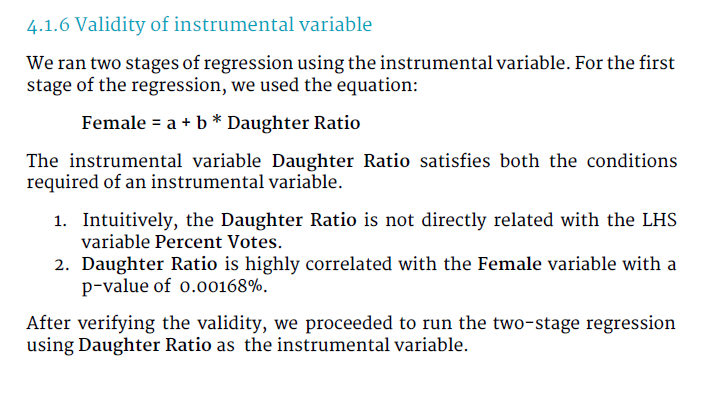 4.1.6 Validity of instrumental variable
We ran two stages of regression using the instrumental variable. For the first
stage of the regression, we used the equation:
Female = a + b * Daughter Ratio
The instrumental variable Daughter Ratio satisfies both the conditions
required of an instrumental variable.
1. Intuitively, the Daughter Ratio is not directly related with the LHS
variable Percent Votes.
2. Daughter Ratio is highly correlated with the Female variable with a
p-value of 0.00168%.
After verifying the validity, we proceeded to run the two-stage regression
using Daughter Ratio as the instrumental variable.